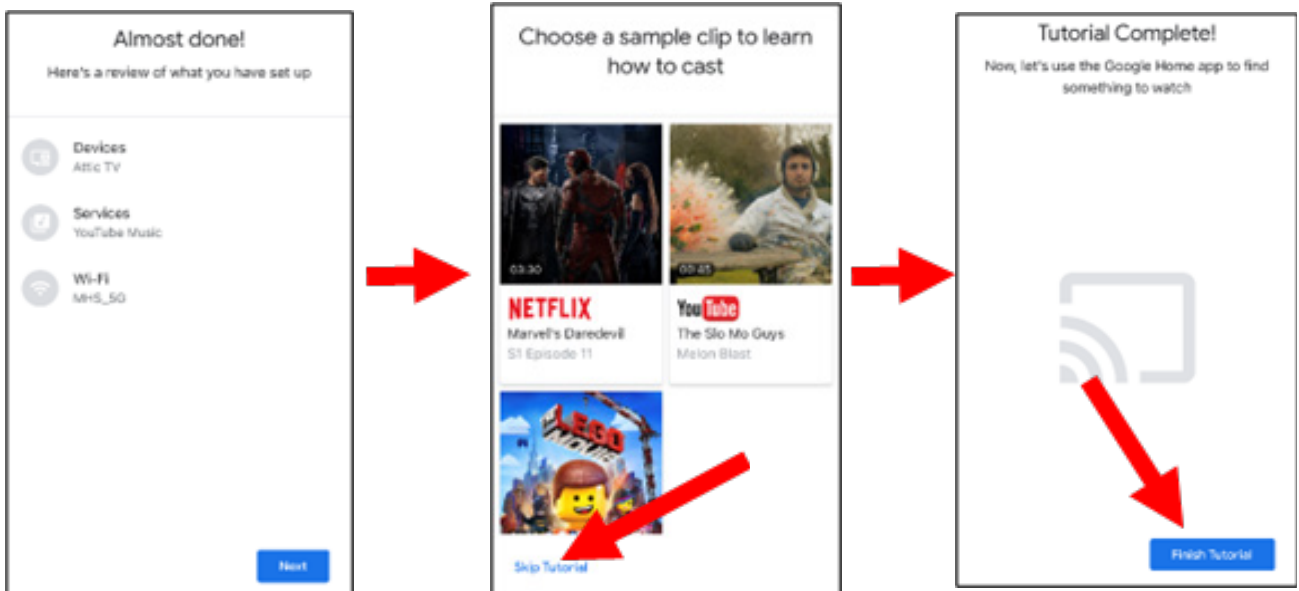 Almost done!
Here's a review of what you have set up
Devices
Attic TV
Services
YouTube Music
Wi-Fi
MHS_5G
Next
Choose a sample clip to learn
how to cast
03:30
00:45
NETFLIX
Marvel's Daredevil
S1 Episode 11
YouTube
The Slo Mo Guys
Melon Blast
THE LEGO
MOVIE
Skip Tutorial
Tutorial Complete!
Now, let's use the Google Home app to find
something to watch
Finish Tutorial